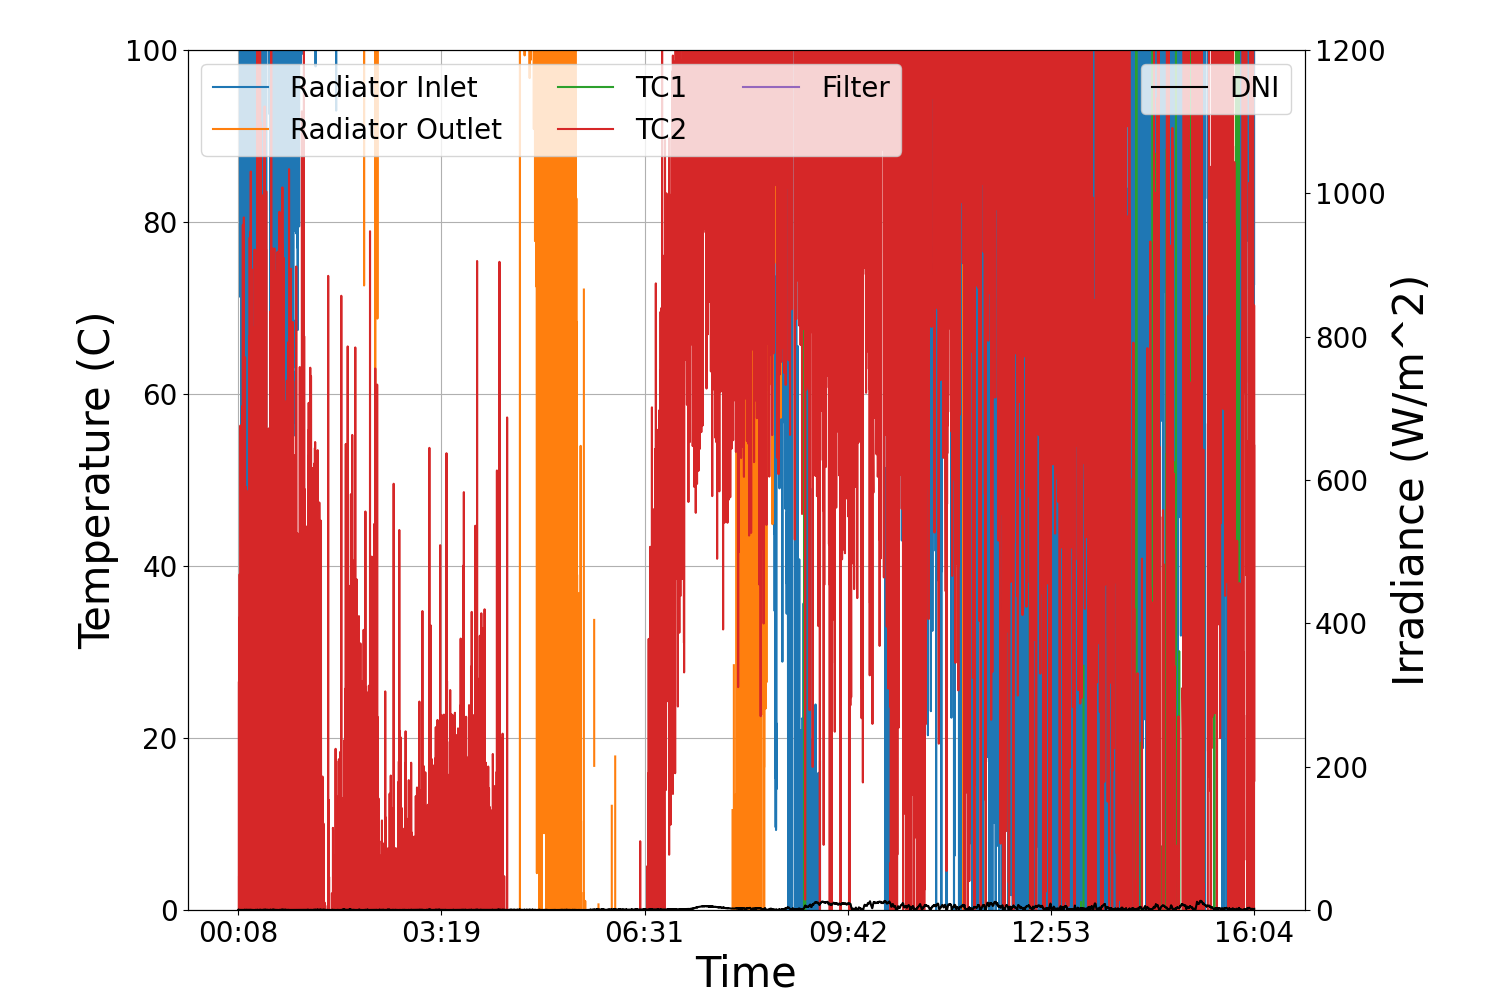 100
80
60
40
20
0
Temperature (C)
Radiator Inlet
Radiator Outlet
TC1
TC2
Filter
DNI
1200
1000
800
600
400
200
0
Irradiance (W/m^2)
00:08 03:19 06:31 09:42 12:53 16:04
Time